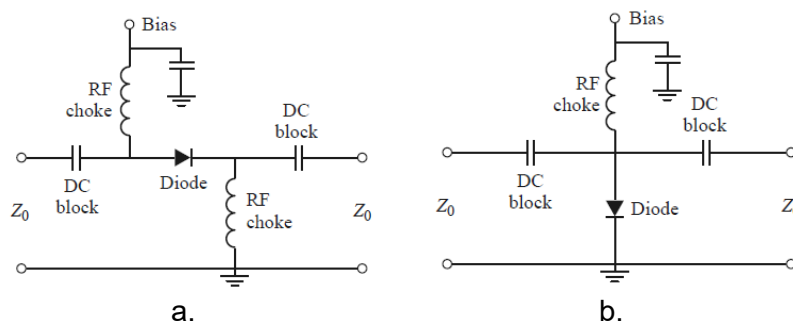 Bias
RF
choke
DC
block
DC
block
Diode
RF
choke
Z0
Z0
a.
Bias
RF
choke
DC
block
DC
block
Diode
Z0
Z
b.